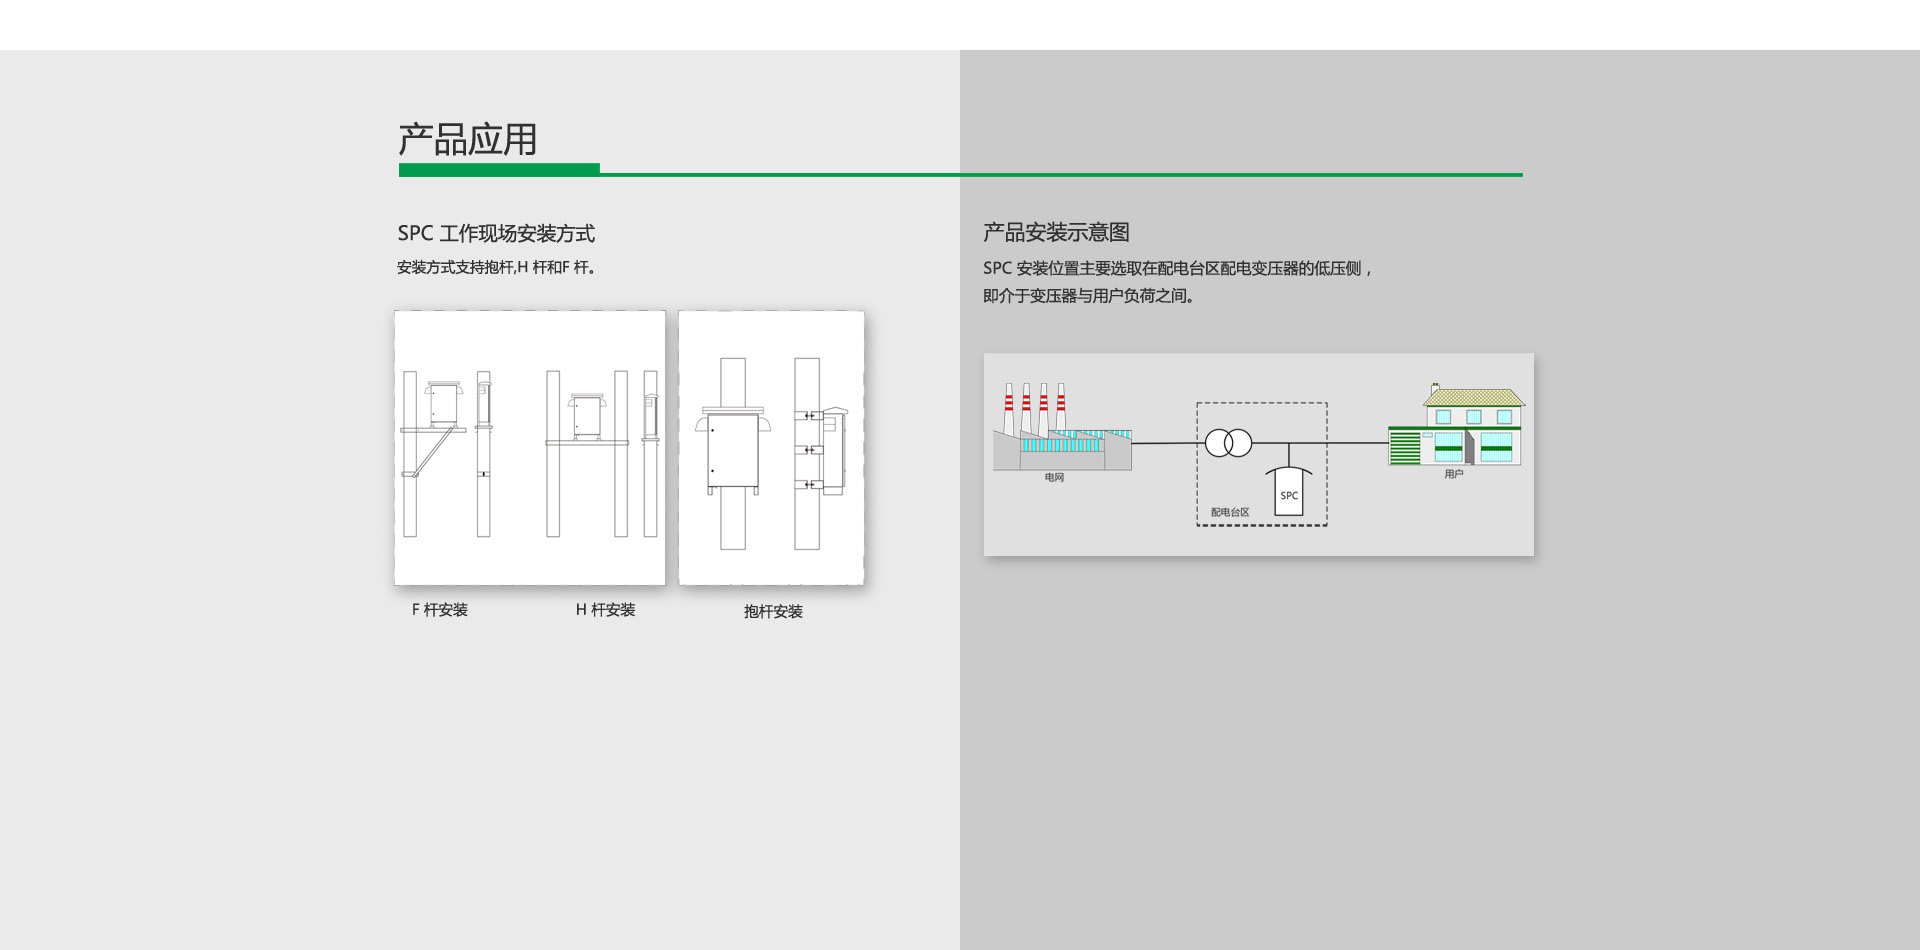 产品应用
SPC 工作现场安装方式
安装方式支持抱杆,H 杆和F 杆。
F 杆安装
H 杆安装
抱杆安装
产品安装示意图
SPC 安装位置主要选取在配电台区配电变压器的低压侧，
即介于变压器与用户负荷之间。
电网
配电台区
SPC
用户